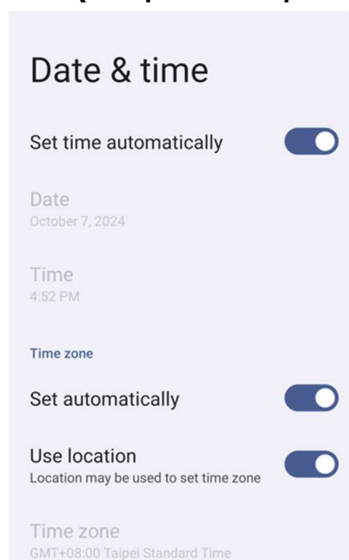 Date & time
Set time automatically
Date
October 7, 2024
Time
4:52 PM
Time zone
Set automatically
Use location
Location may be used to set time zone
Time zone
GMT+08:00 Taipei Standard Time